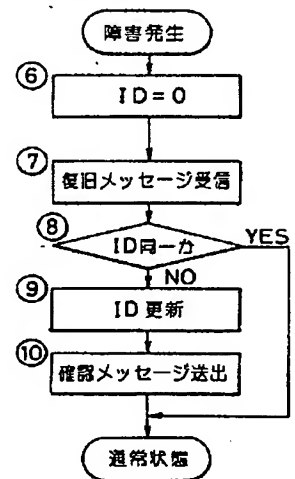 障害発生
⑥
ID=0
⑦
復旧メッセージ受信
⑧
ID同一か
YES
NO
⑨
ID更新
⑩
確認メッセージ送出
通常状態